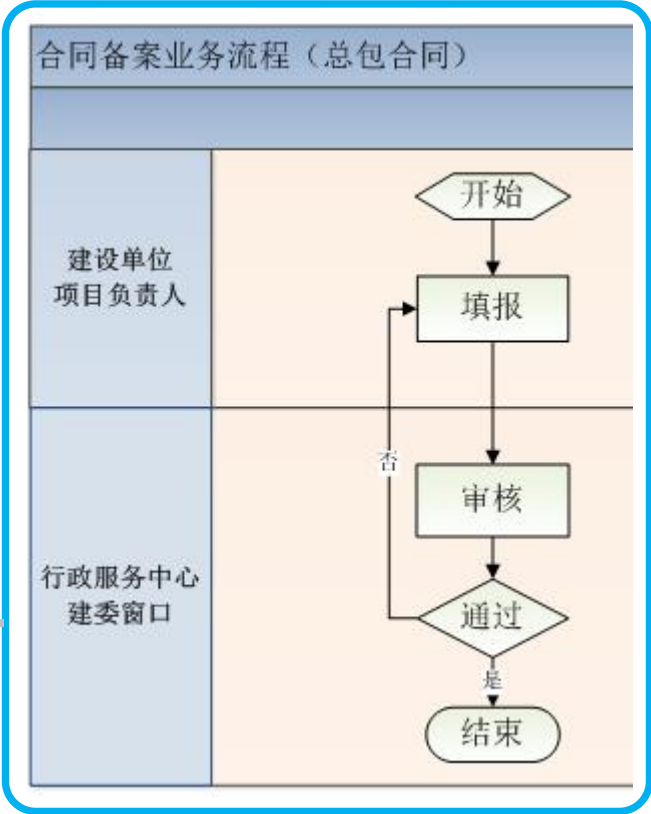 合同备案业务流程（总包合同）
建设单位
项目负责人
开始
填报
否
行政服务中心
建委窗口
审核
通过
是
结束